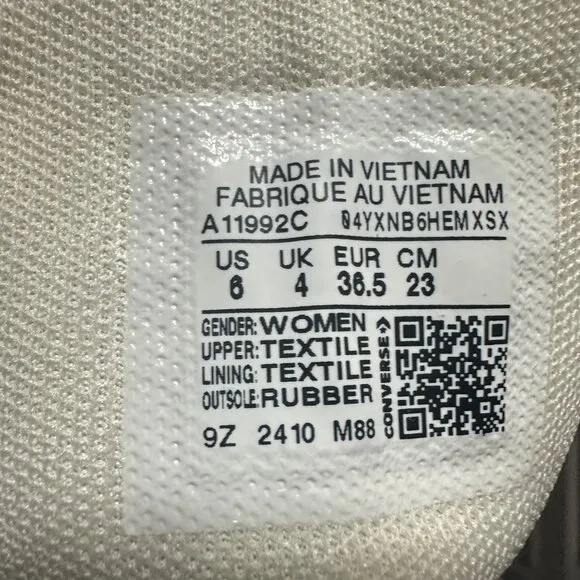 MADE IN VIETNAM
FABRIQUE AU VIETNAM
A11992C 04YXNB6HEMXSX
US UK EUR CM
6 4 36.5 23
GENDER: WOMEN
UPPER: TEXTILE
LINING: TEXTILE
OUTSOLE: RUBBER
CONVERSE
9Z 2410 M88